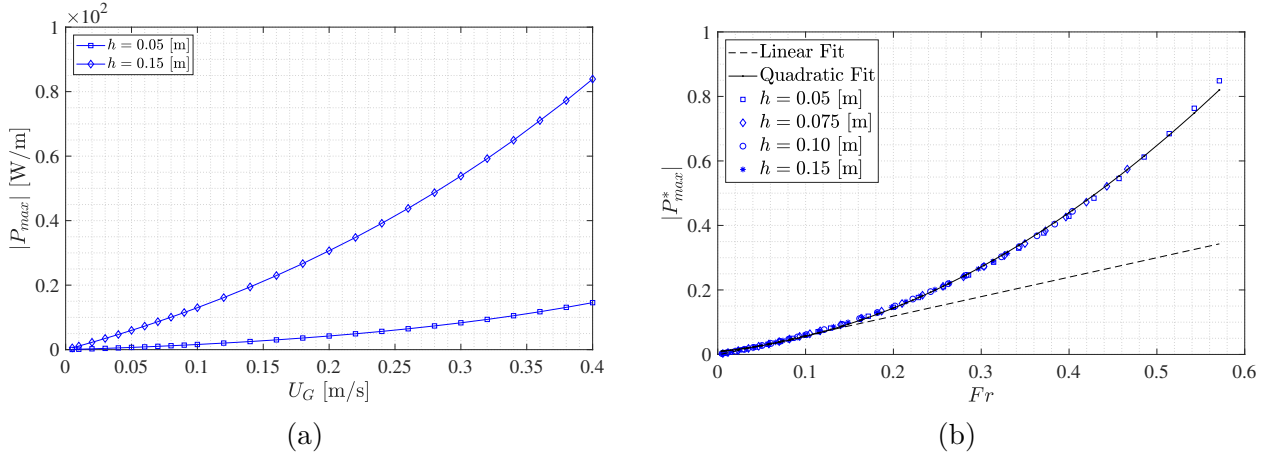 ×10²
1
0.8
0.6
0.4
0.2
0
|P_max| [W/m]
h = 0.05 [m]
h = 0.15 [m]
0 0.05 0.1 0.15 0.2 0.25 0.3 0.35 0.4
U_G [m/s]
(a)
1
0.8
0.6
0.4
0.2
0
|P*_max|
Linear Fit
Quadratic Fit
h = 0.05 [m]
h = 0.075 [m]
h = 0.10 [m]
h = 0.15 [m]
0 0.1 0.2 0.3 0.4 0.5 0.6
Fr
(b)